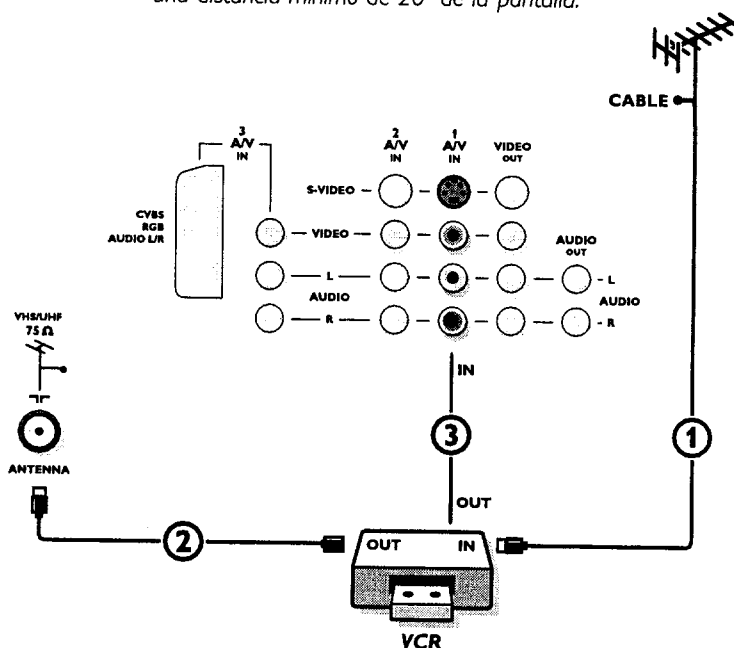 una distancia mínimo de 20" de la pantalla.
CABLE
3
A/V
IN
2
A/V
IN
1
A/V
IN
VIDEO
OUT
S-VIDEO
CVBS
RGB
AUDIO L/R
VIDEO
AUDIO
OUT
L
L
AUDIO
AUDIO
R
R
VHS/UHF
75 Ω
IN
3
1
ANTENNA
OUT
2
OUT
IN
VCR